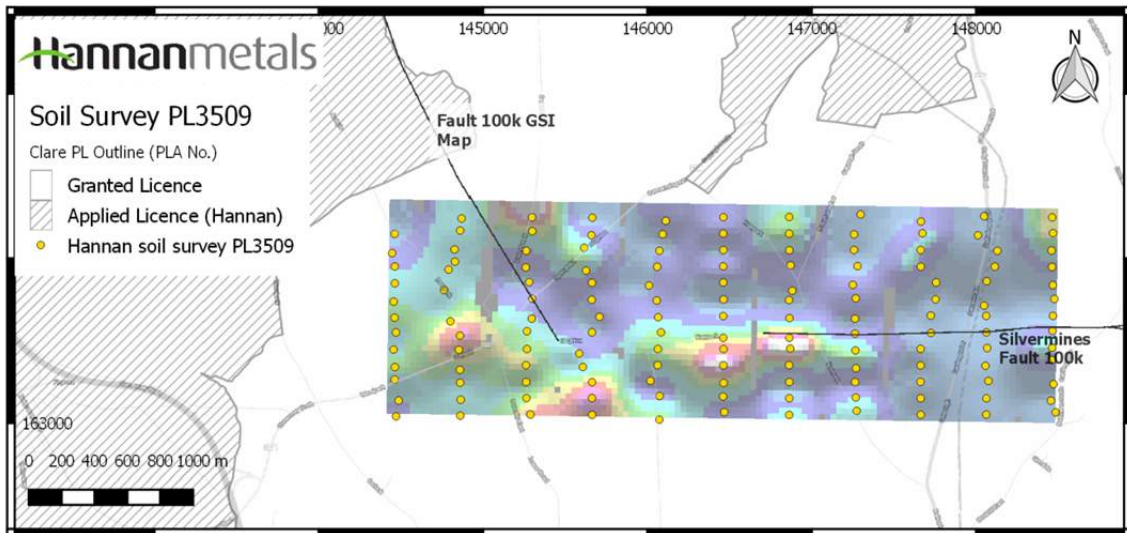 Hannanmetals
Soil Survey PL3509
Clare PL Outline (PLA No.)
Granted Licence
Applied Licence (Hannan)
Hannan soil survey PL3509
000
145000
146000
147000
148000
N
Fault 100k GSI
Map
Silvermines
Fault 100k
163000
0 200 400 600 800 1000 m